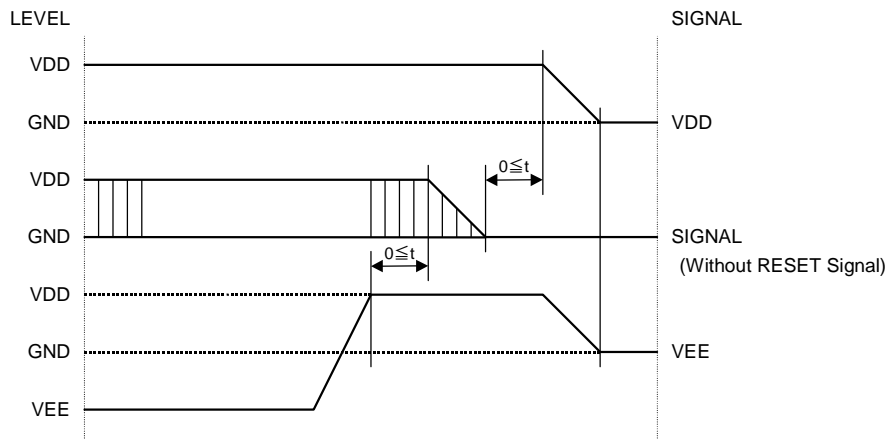 LEVEL SIGNAL
VDD
GND VDD
0≦t
VDD
GND SIGNAL
0≦t
(Without RESET Signal)
VDD
GND VEE
VEE